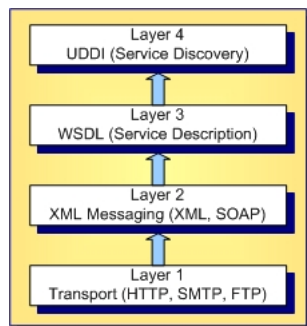 Layer 4
UDDI (Service Discovery)
Layer 3
WSDL (Service Description)
Layer 2
XML Messaging (XML, SOAP)
Layer 1
Transport (HTTP, SMTP, FTP)